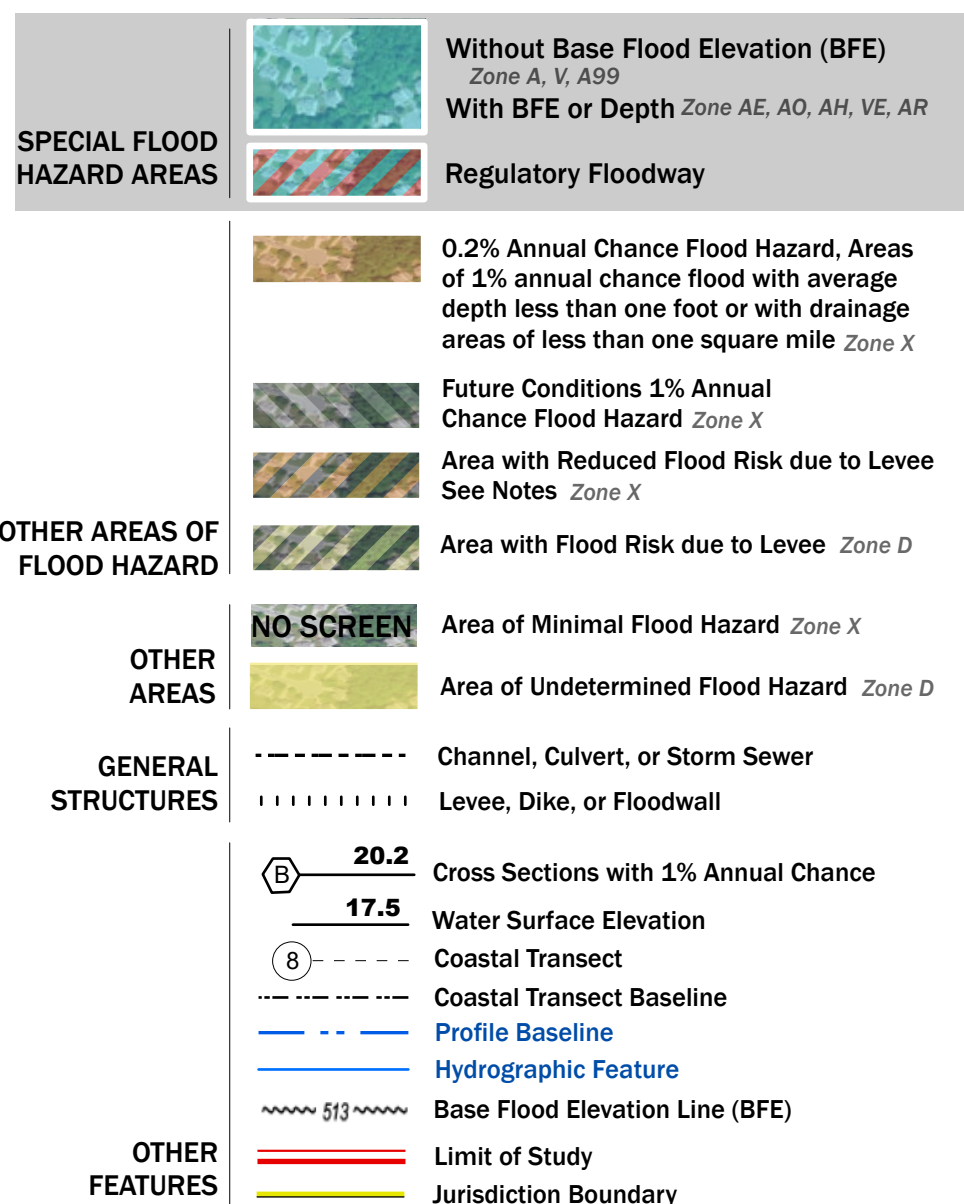 SPECIAL FLOOD
HAZARD AREAS
Without Base Flood Elevation (BFE)
Zone A, V, A99
With BFE or Depth Zone AE, AO, AH, VE, AR
Regulatory Floodway
OTHER AREAS OF
FLOOD HAZARD
0.2% Annual Chance Flood Hazard, Areas
of 1% annual chance flood with average
depth less than one foot or with drainage
areas of less than one square mile Zone X
Future Conditions 1% Annual
Chance Flood Hazard Zone X
Area with Reduced Flood Risk due to Levee
See Notes Zone X
Area with Flood Risk due to Levee Zone D
OTHER
AREAS
NO SCREEN Area of Minimal Flood Hazard Zone X
Area of Undetermined Flood Hazard Zone D
GENERAL
STRUCTURES
Channel, Culvert, or Storm Sewer
Levee, Dike, or Floodwall
OTHER
FEATURES
B 20.2 Cross Sections with 1% Annual Chance
17.5 Water Surface Elevation
8 Coastal Transect
Coastal Transect Baseline
Profile Baseline
Hydrographic Feature
513 Base Flood Elevation Line (BFE)
Limit of Study
Jurisdiction Boundary